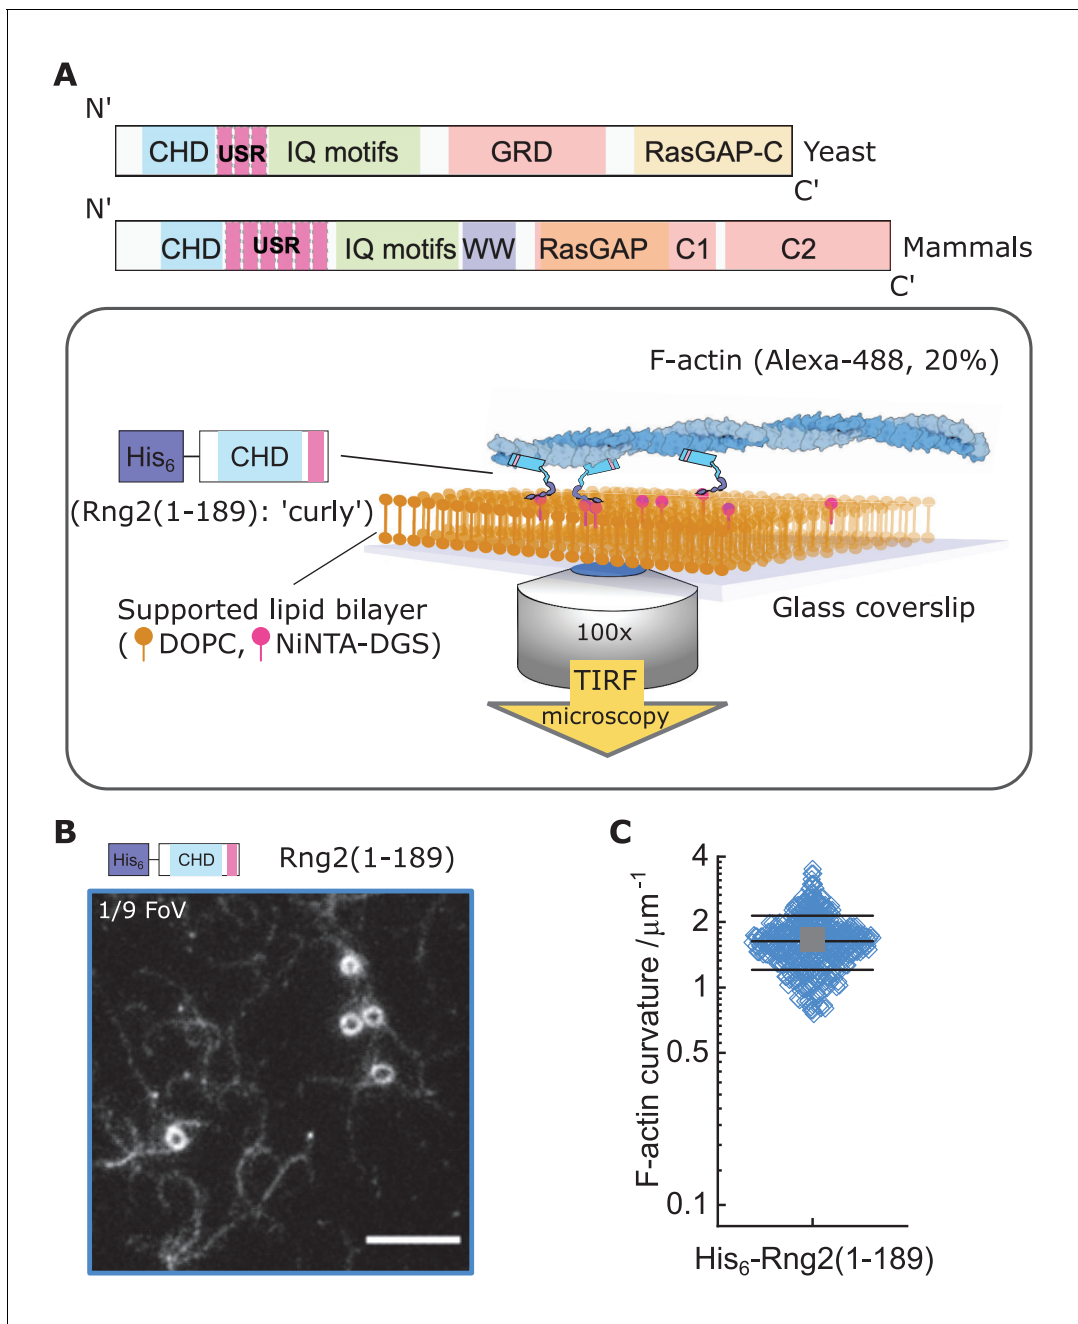 A
N'
CHD USR IQ motifs GRD RasGAP-C Yeast
C'
N'
CHD USR IQ motifs WW RasGAP C1 C2 Mammals
C'
F-actin (Alexa-488, 20%)
His₆ CHD
(Rng2(1-189): 'curly')
Supported lipid bilayer
( DOPC, NiNTA-DGS)
Glass coverslip
100x
TIRF
microscopy
B
His₆ CHD Rng2(1-189)
1/9 FoV
C
F-actin curvature /μm⁻¹
4
2
1
0.5
0.1
His₆-Rng2(1-189)